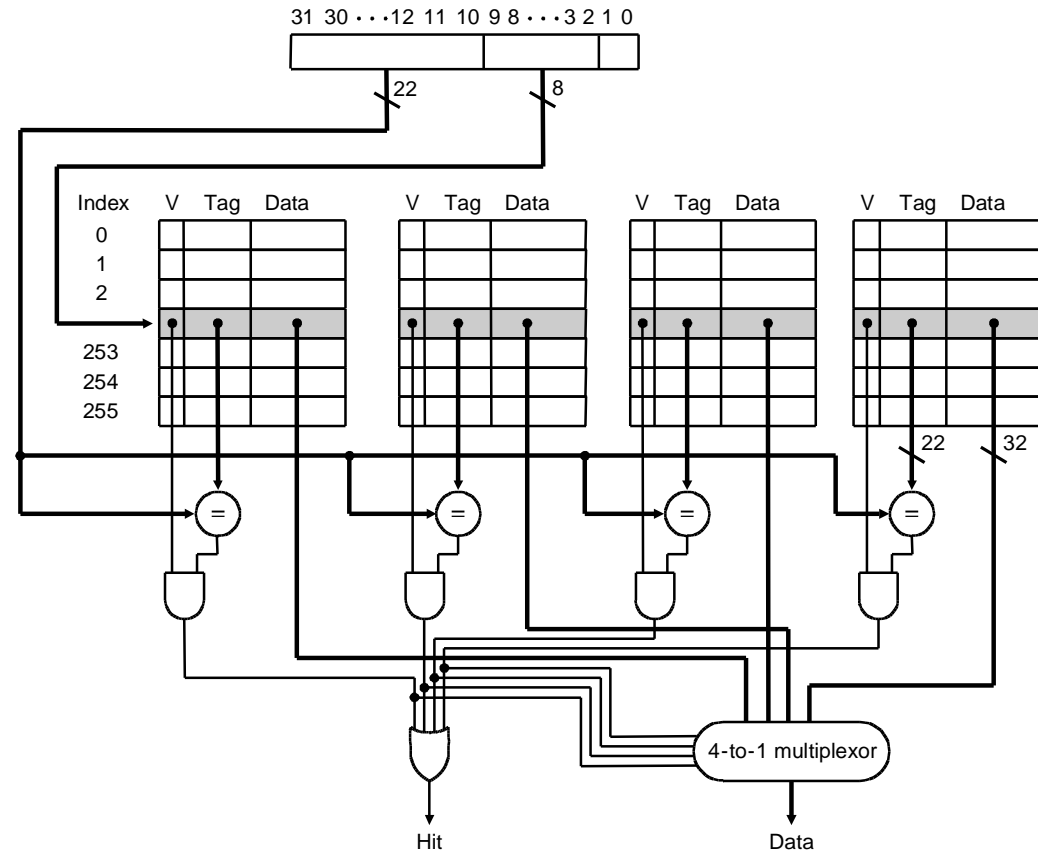 31 30 ···12 11 10 9 8 ···3 2 1 0
22
8
Index V Tag Data V Tag Data V Tag Data V Tag Data
0
1
2
253
254
255
22
32
= = = =
4-to-1 multiplexor
Hit
Data